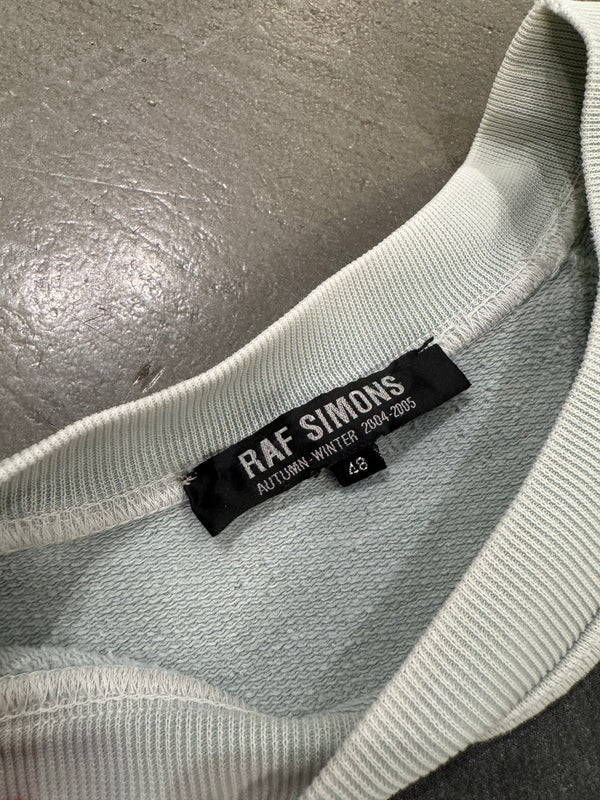 RAF SIMONS
AUTUMN-WINTER 2004-2005
48